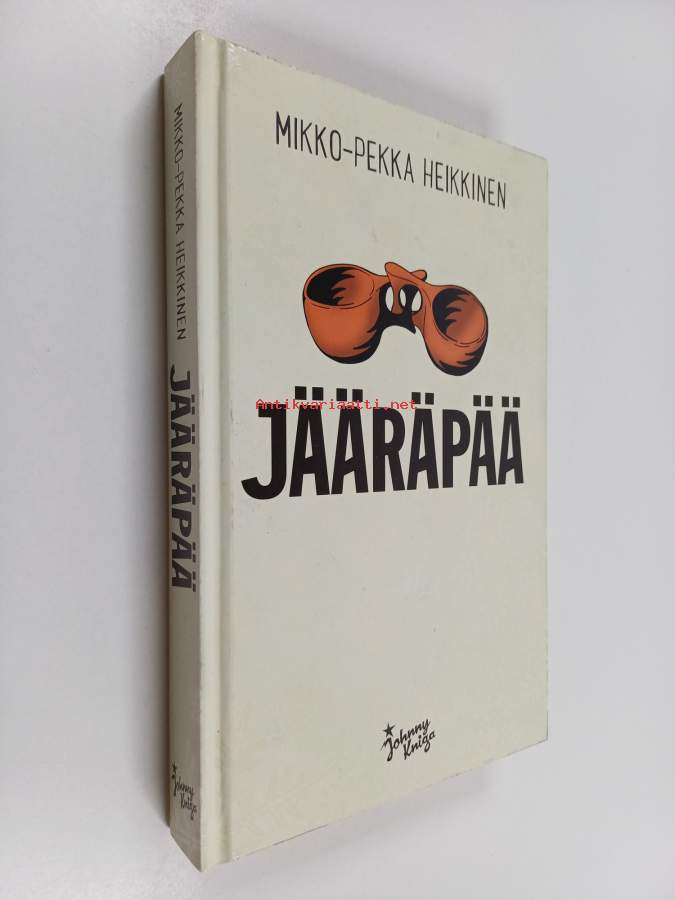 MIKKO-PEKKA HEIKKINEN
JÄÄRÄPÄÄ
Johnny
Kniga
MIKKO-PEKKA HEIKKINEN
Antikvariaatti.net
JÄÄRÄPÄÄ
Johnny
Kniga